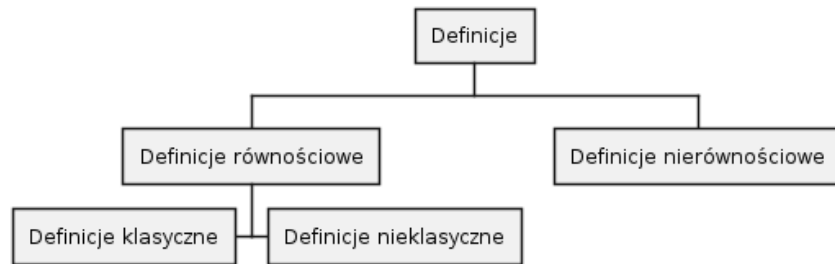 Definicje
Definicje równościowe
Definicje nierównościowe
Definicje klasyczne
Definicje nieklasyczne